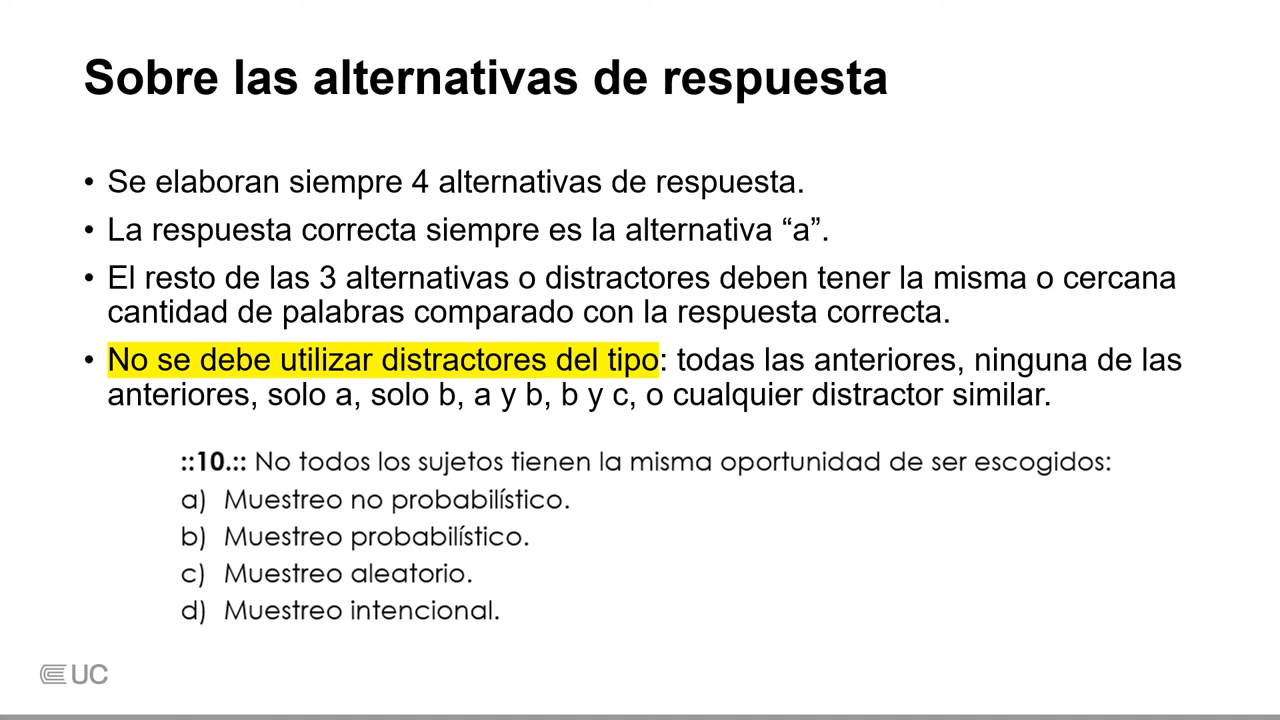 Sobre las alternativas de respuesta
• Se elaboran siempre 4 alternativas de respuesta.
• La respuesta correcta siempre es la alternativa “a”.
• El resto de las 3 alternativas o distractores deben tener la misma o cercana
cantidad de palabras comparado con la respuesta correcta.
• No se debe utilizar distractores del tipo: todas las anteriores, ninguna de las
anteriores, solo a, solo b, a y b, b y c, o cualquier distractor similar.
::10.:: No todos los sujetos tienen la misma oportunidad de ser escogidos:
a) Muestreo no probabilístico.
b) Muestreo probabilístico.
c) Muestreo aleatorio.
d) Muestreo intencional.
UC